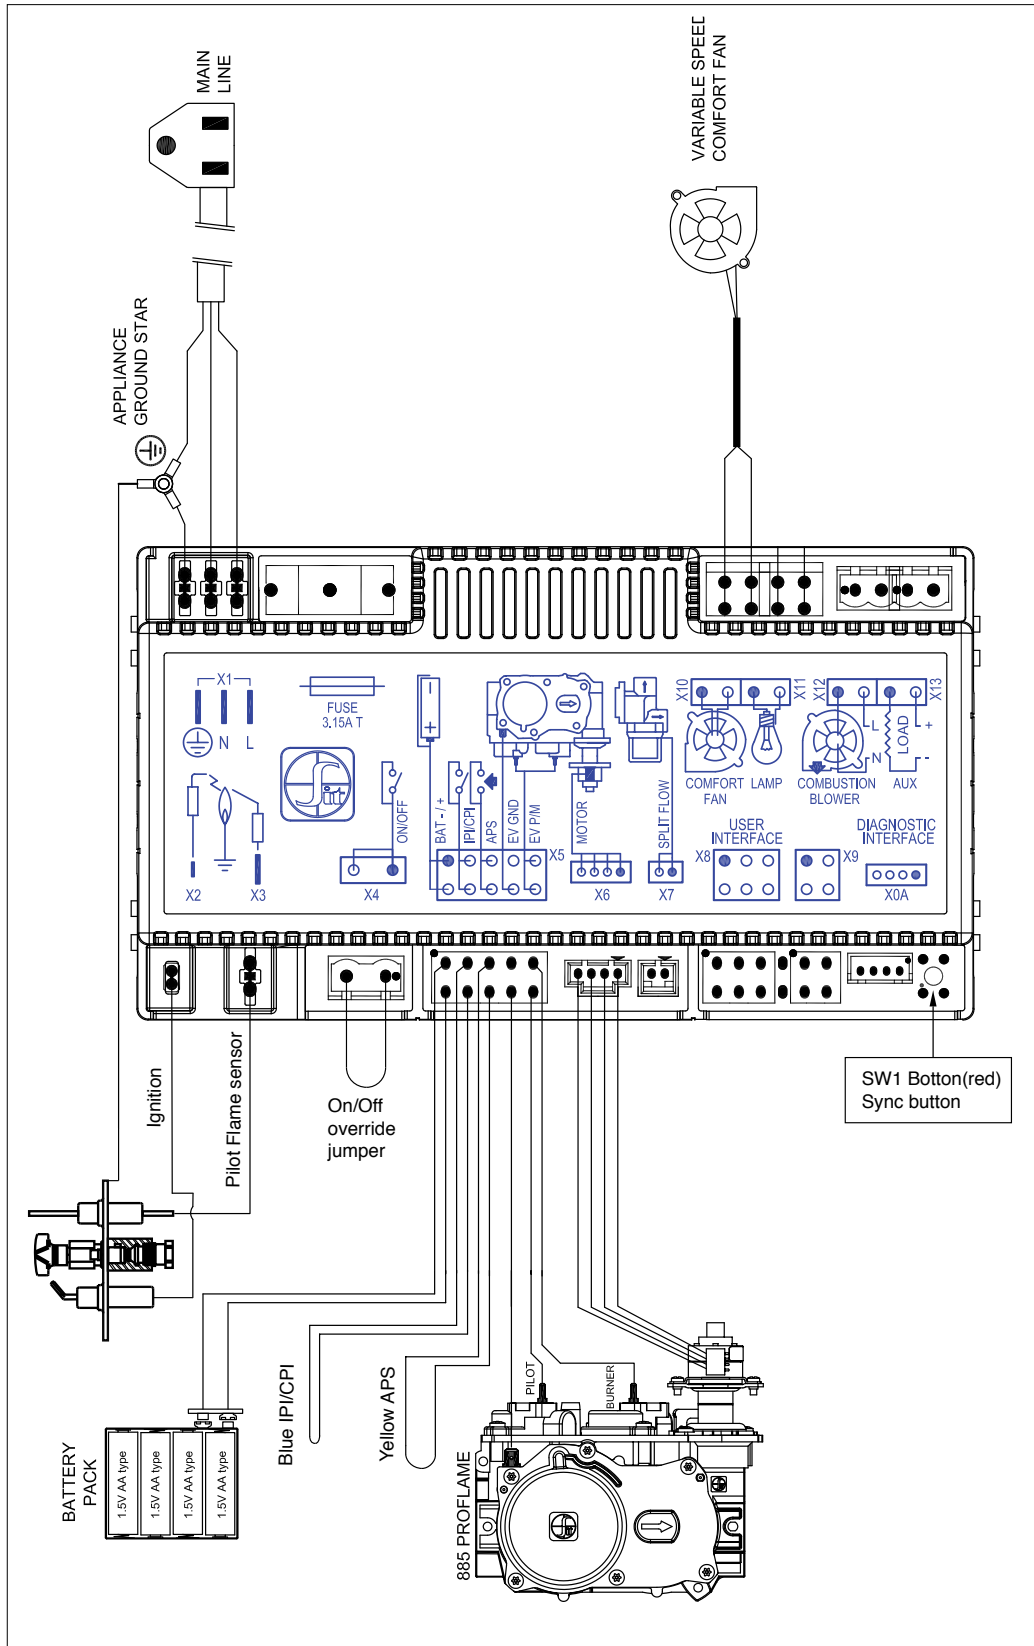 MAIN
LINE
VARIABLE SPEED
COMFORT FAN
APPLIANCE
GROUND STAR
X1
N
L
FUSE
3.15A T
X10
X11
X12
X13
L
N
LOAD
+
-
COMFORT
FAN
LAMP
COMBUSTION
BLOWER
AUX
Sit
-
+
ON/OFF
BAT - / +
IPI/CPI
APS
EV GND
EV P/M
MOTOR
SPLIT FLOW
USER
INTERFACE
DIAGNOSTIC
INTERFACE
X2
X3
X4
X5
X6
X7
X8
X9
X0A
Ignition
Pilot Flame sensor
On/Off
override
jumper
SW1 Botton(red)
Sync button
BATTERY
PACK
1.5V AA type
1.5V AA type
1.5V AA type
1.5V AA type
Blue IPI/CPI
Yellow APS
PILOT
BURNER
885 PROFLAME